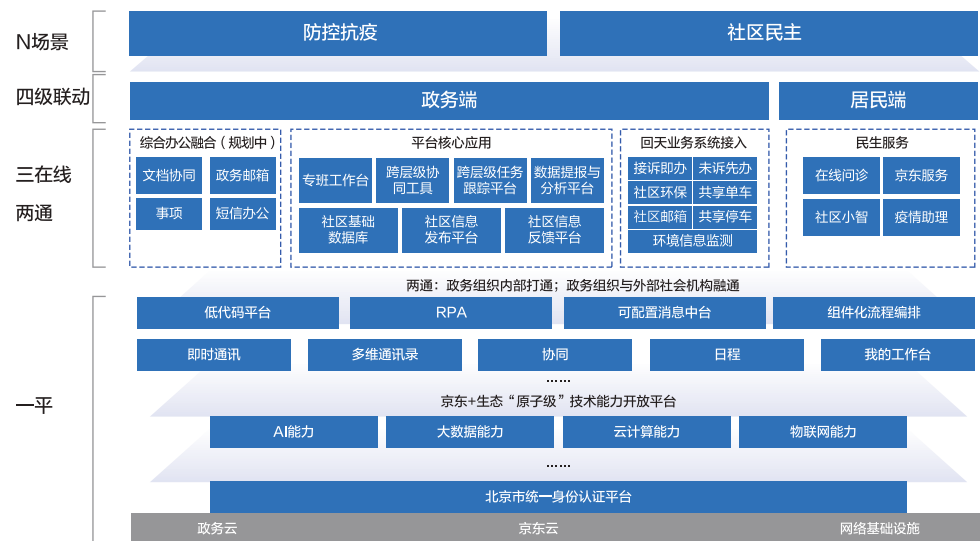 N场景
防控抗疫
社区民主
四级联动
政务端
居民端
三在线
两通
综合办公融合（规划中）
文档协同
政务邮箱
事项
短信办公
平台核心应用
专班工作台
跨层级协
同工具
跨层级任务
跟踪平台
数据提报与
分析平台
社区基础
数据库
社区信息
发布平台
社区信息
反馈平台
回天业务系统接入
接诉即办
未诉先办
社区环保
共享单车
社区邮箱
共享停车
环境信息监测
民生服务
在线问诊
京东服务
社区小智
疫情助理
两通：政务组织内部打通；政务组织与外部社会机构融通
一平
低代码平台
RPA
可配置消息中台
组件化流程编排
即时通讯
多维通讯录
协同
日程
我的工作台
……
京东+生态“原子级”技术能力开放平台
AI能力
大数据能力
云计算能力
物联网能力
……
北京市统一身份认证平台
政务云
京东云
网络基础设施